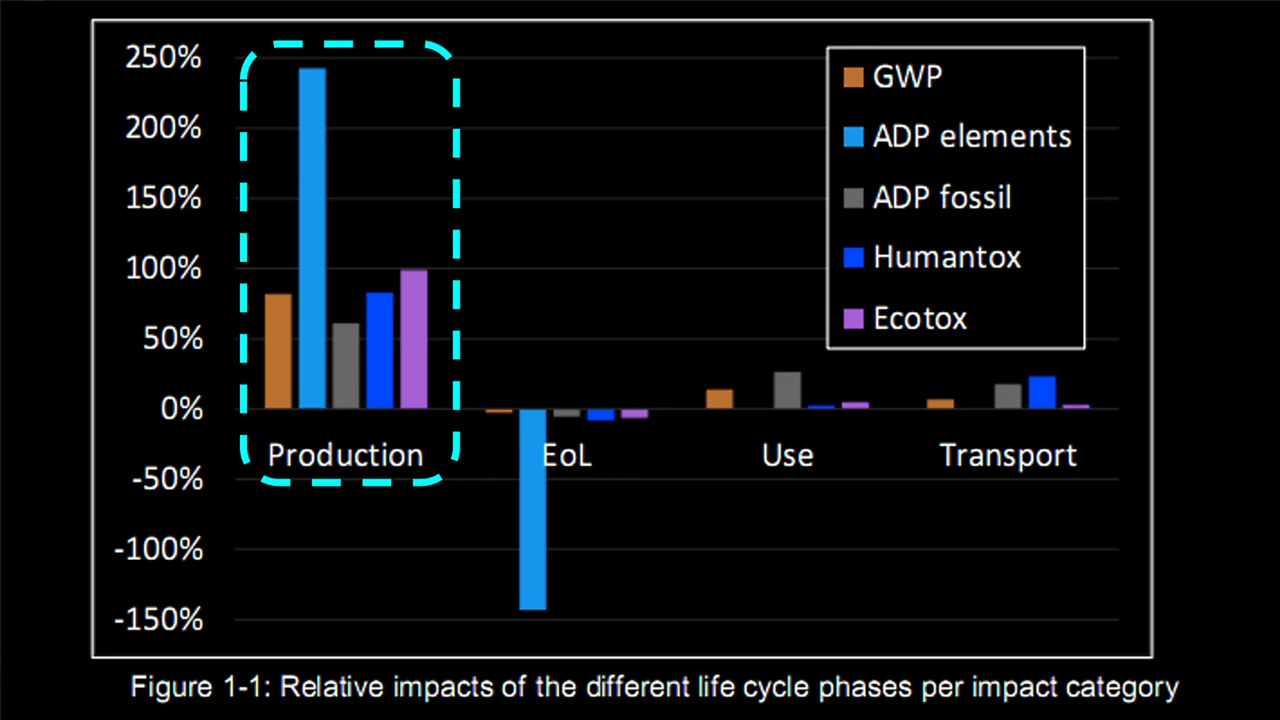 250%
200%
150%
100%
50%
0%
-50%
-100%
-150%
Production
EoL
Use
Transport
GWP
ADP elements
ADP fossil
Humantox
Ecotox
Figure 1-1: Relative impacts of the different life cycle phases per impact category